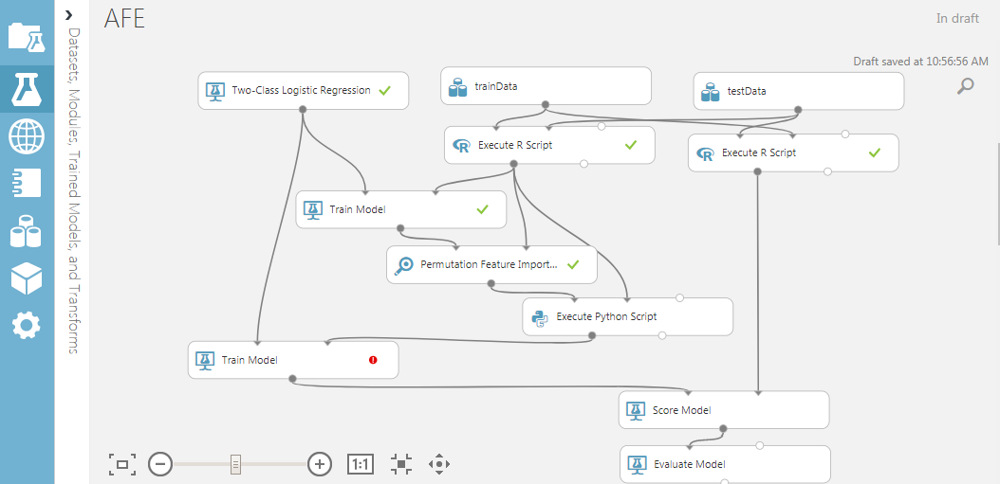 AFE
In draft
Draft saved at 10:56:56 AM
Datasets, Modules, Trained Models, and Transforms
Two-Class Logistic Regression
trainData
testData
Execute R Script
Execute R Script
Train Model
Permutation Feature Import...
Execute Python Script
Train Model
Score Model
Evaluate Model
1:1